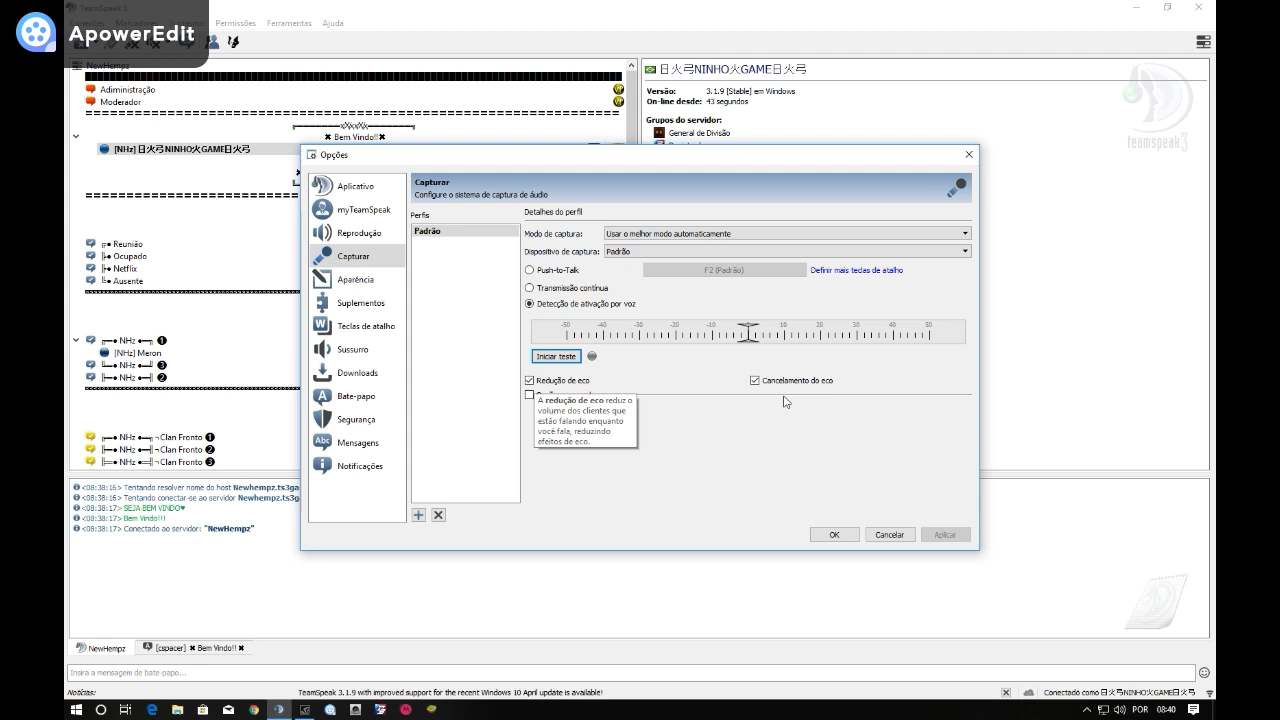 ApowerEdit
TeamSpeak 3
Permissões Ferramentas Ajuda
NewHempz
Adiministração
Moderador
✖ Bem Vindo!!✖
[NHz] 日火弓NINHO火GAME日火弓
Reunião
Ocupado
Netflix
Ausente
❶
[NHz] Meron
❸
❷
NHz Clan Fronto ❶
NHz Clan Fronto ❷
NHz Clan Fronto ❸
日火弓NINHO火GAME日火弓
Versão: 3.1.9 [Stable] em Windows
On-line desde: 43 segundos
Grupos do servidor:
General de Divisão
teamspeak3
Opções
Aplicativo
myTeamSpeak
Reprodução
Capturar
Aparência
Suplementos
Teclas de atalho
Sussurro
Downloads
Bate-papo
Segurança
Mensagens
Notificações
Capturar
Configure o sistema de captura de áudio
Perfis
Padrão
Detalhes do perfil
Modo de captura: Usar o melhor modo automaticamente
Dispositivo de captura: Padrão
Push-to-Talk F2 (Padrão) Definir mais teclas de atalho
Transmissão contínua
Detecção de ativação por voz
-50 -40 -30 -20 -10 10 20 30 40 50
Iniciar teste
Redução de eco Cancelamento do eco
A redução de eco reduz o
volume dos clientes que
estão falando enquanto
você fala, reduzindo
efeitos de eco.
OK Cancelar Aplicar
<08:38:16> Tentando resolver nome do host Newhempz.ts3ga
<08:38:16> Tentando conectar-se ao servidor Newhempz.ts3ga
<08:38:17> SEJA BEM VINDO♥
<08:38:17> Bem Vindo!!!
<08:38:17> Conectado ao servidor: "NewHempz"
NewHempz [cspacer] ✖ Bem Vindo!! ✖
Insira a mensagem de bate-papo...
Notícias: TeamSpeak 3.1.9 with improved support for the recent Windows 10 April update is available! Conectado como 日火弓NINHO火GAME日火弓
POR 08:40